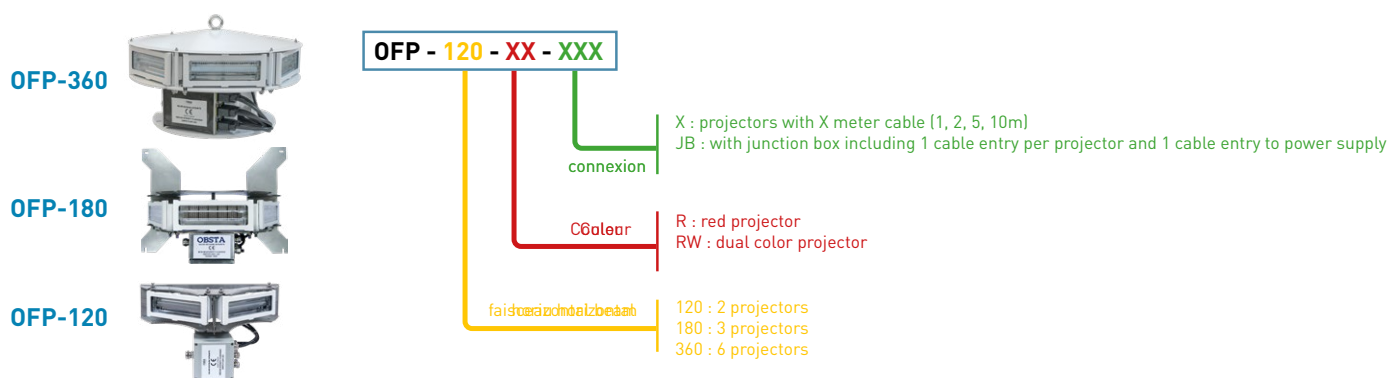 OFP-360
OFP-180
OFP-120
OFP - 120 - XX - XXX
X : projectors with X meter cable (1, 2, 5, 10m)
JB : with junction box including 1 cable entry per projector and 1 cable entry to power supply
connexion
R : red projector
RW : dual color projector
120 : 2 projectors
180 : 3 projectors
360 : 6 projectors
OBSTA